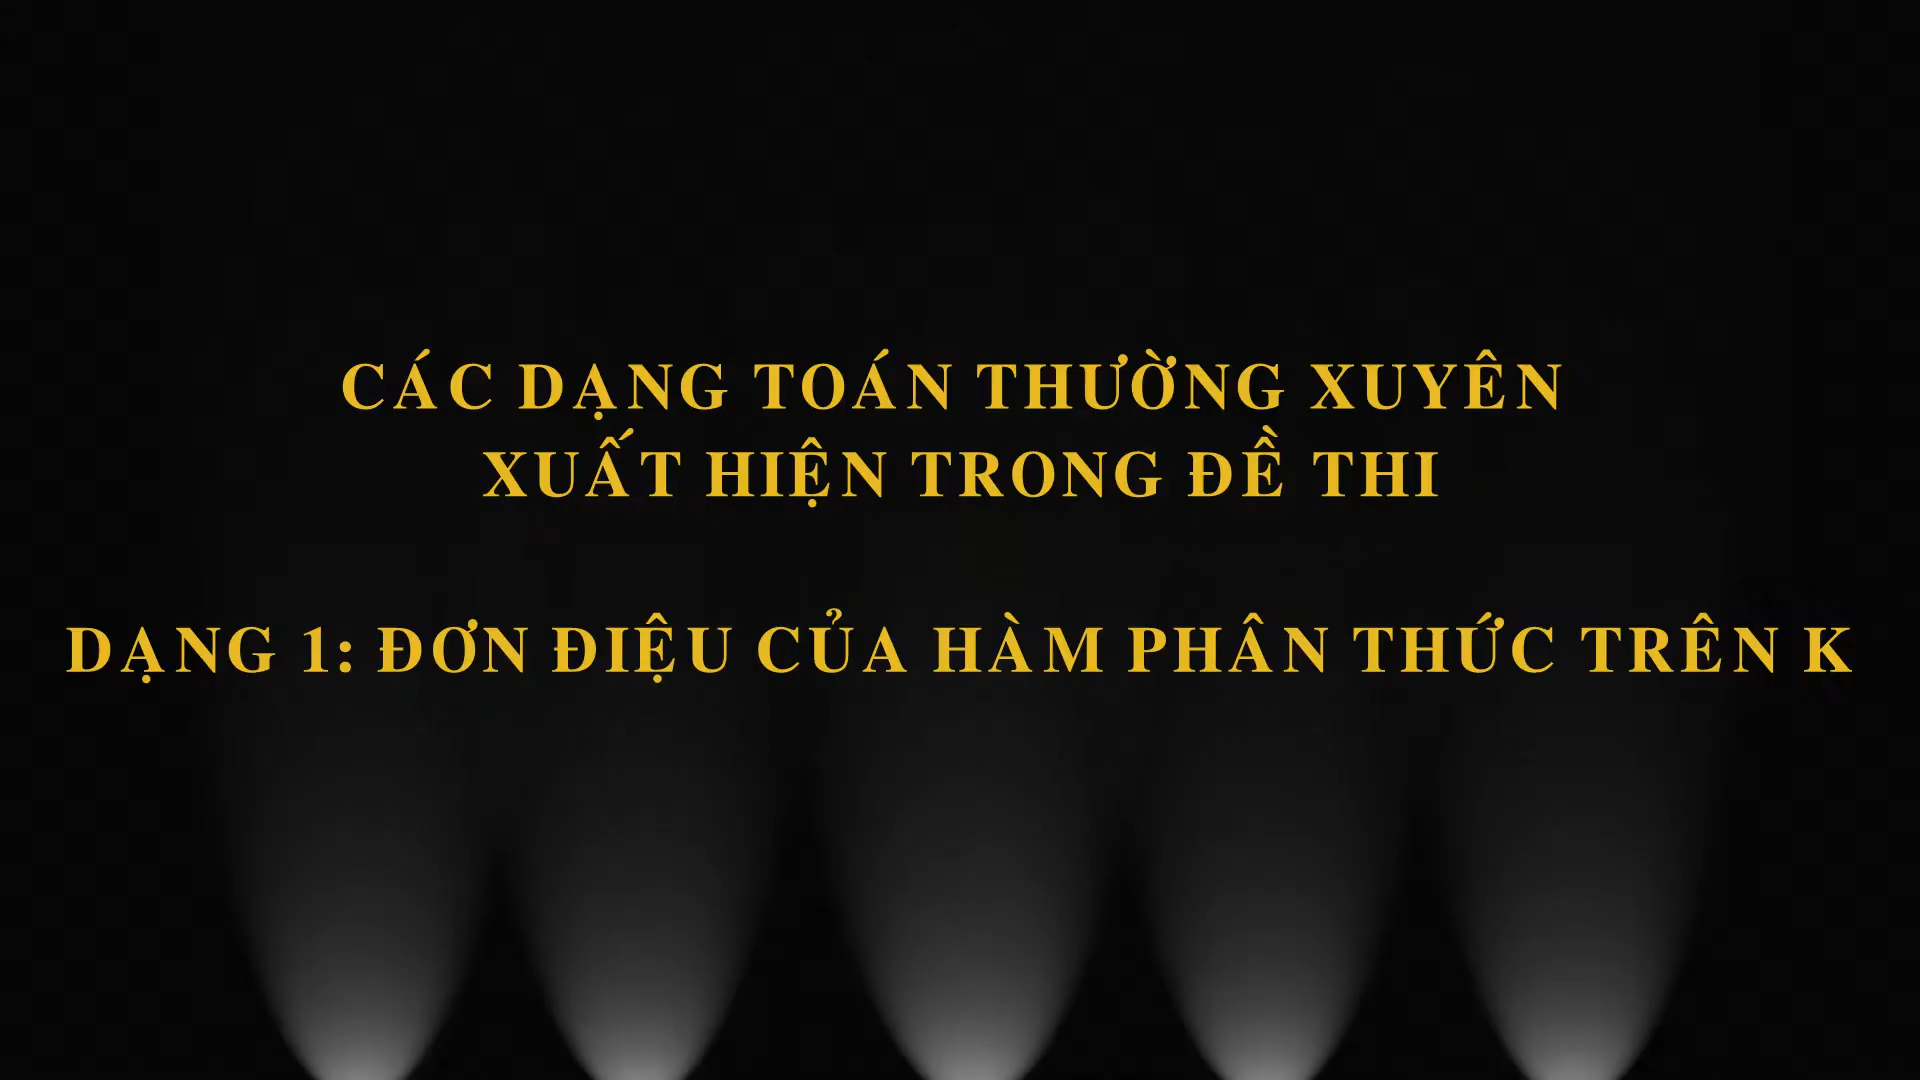 CÁC DẠNG TOÁN THƯỜNG XUYÊN
XUẤT HIỆN TRONG ĐỀ THI
DẠNG 1: ĐƠN ĐIỆU CỦA HÀM PHÂN THỨC TRÊN K